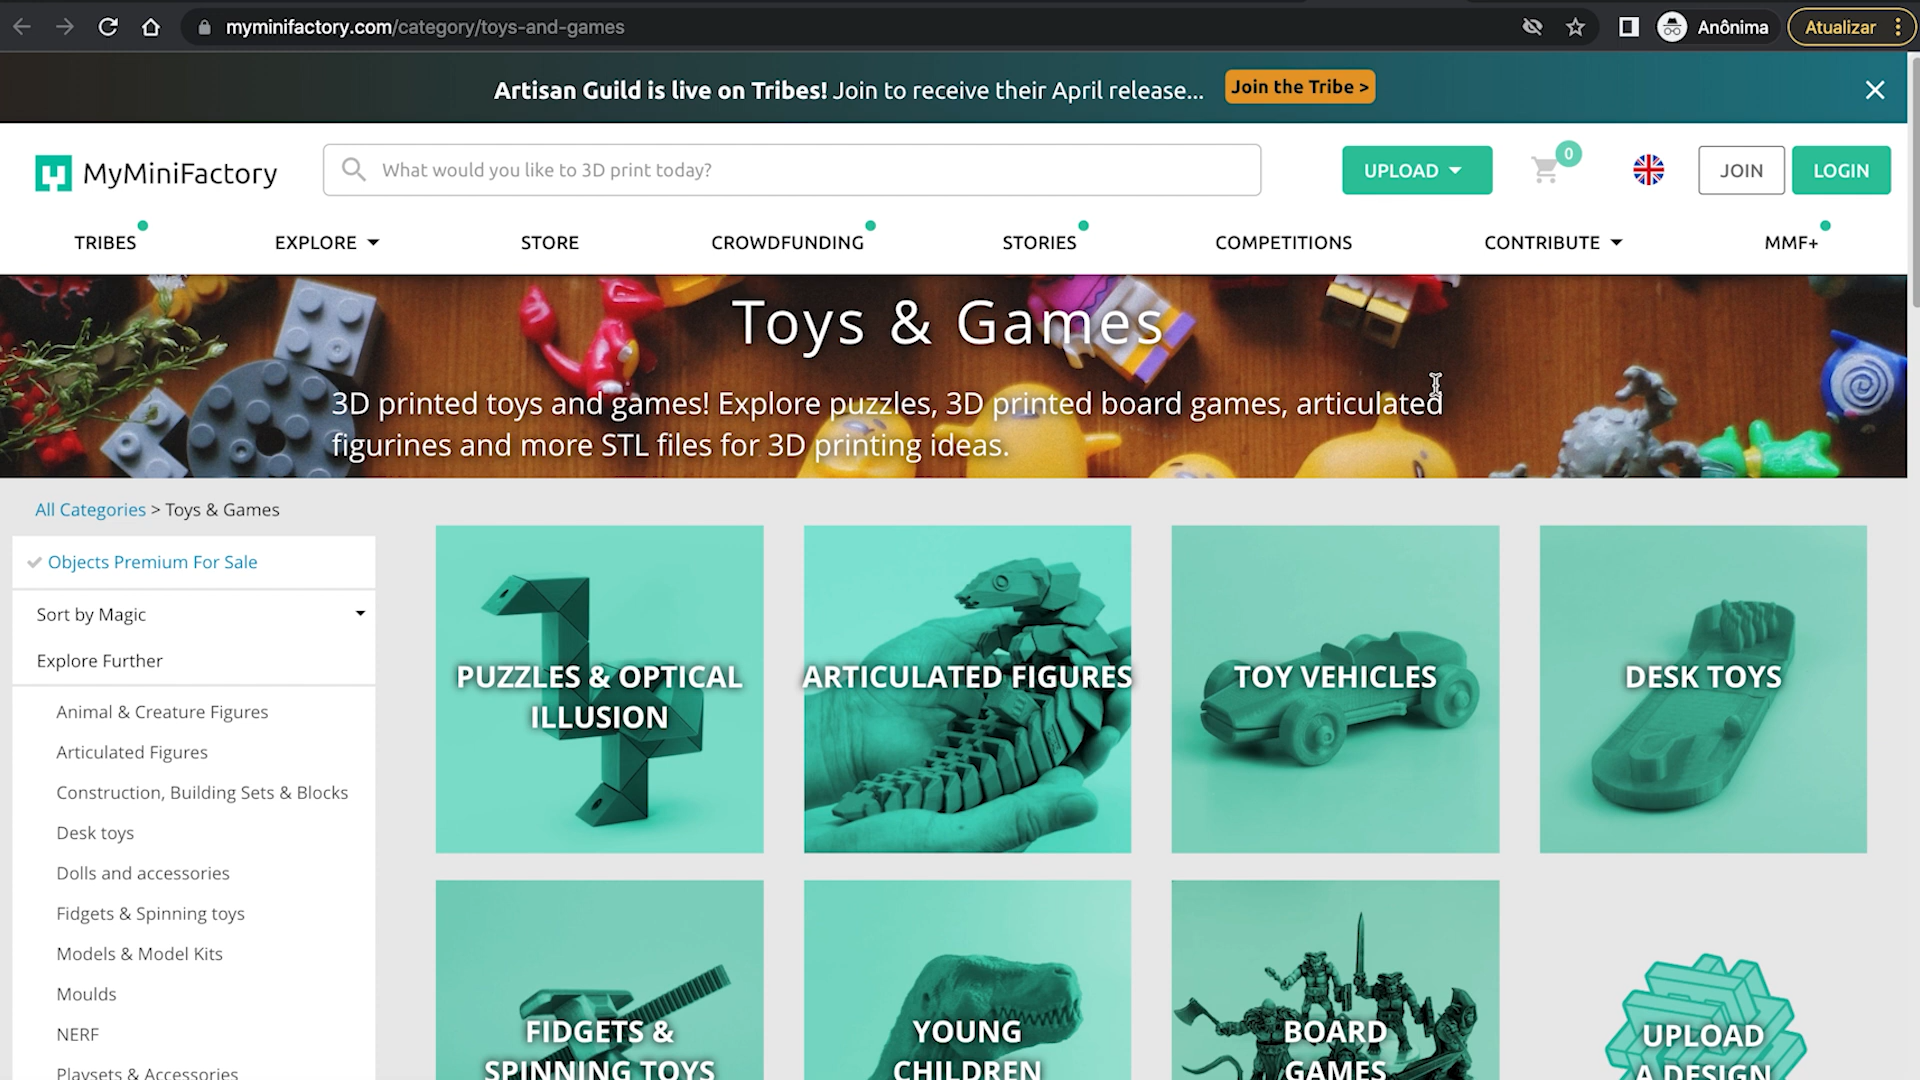 myminifactory.com/category/toys-and-games
Anônima
Atualizar
Artisan Guild is live on Tribes! Join to receive their April release...
Join the Tribe >
MyMiniFactory
What would you like to 3D print today?
UPLOAD
0
JOIN
LOGIN
TRIBES
EXPLORE
STORE
CROWDFUNDING
STORIES
COMPETITIONS
CONTRIBUTE
MMF+
Toys & Games
3D printed toys and games! Explore puzzles, 3D printed board games, articulated
figurines and more STL files for 3D printing ideas.
All Categories > Toys & Games
Objects Premium For Sale
Sort by Magic
Explore Further
Animal & Creature Figures
Articulated Figures
Construction, Building Sets & Blocks
Desk toys
Dolls and accessories
Fidgets & Spinning toys
Models & Model Kits
Moulds
NERF
Playsets & Accessories
PUZZLES & OPTICAL
ILLUSION
ARTICULATED FIGURES
TOY VEHICLES
DESK TOYS
FIDGETS &
SPINNING TOYS
YOUNG
CHILDREN
BOARD
GAMES
UPLOAD
A DESIGN